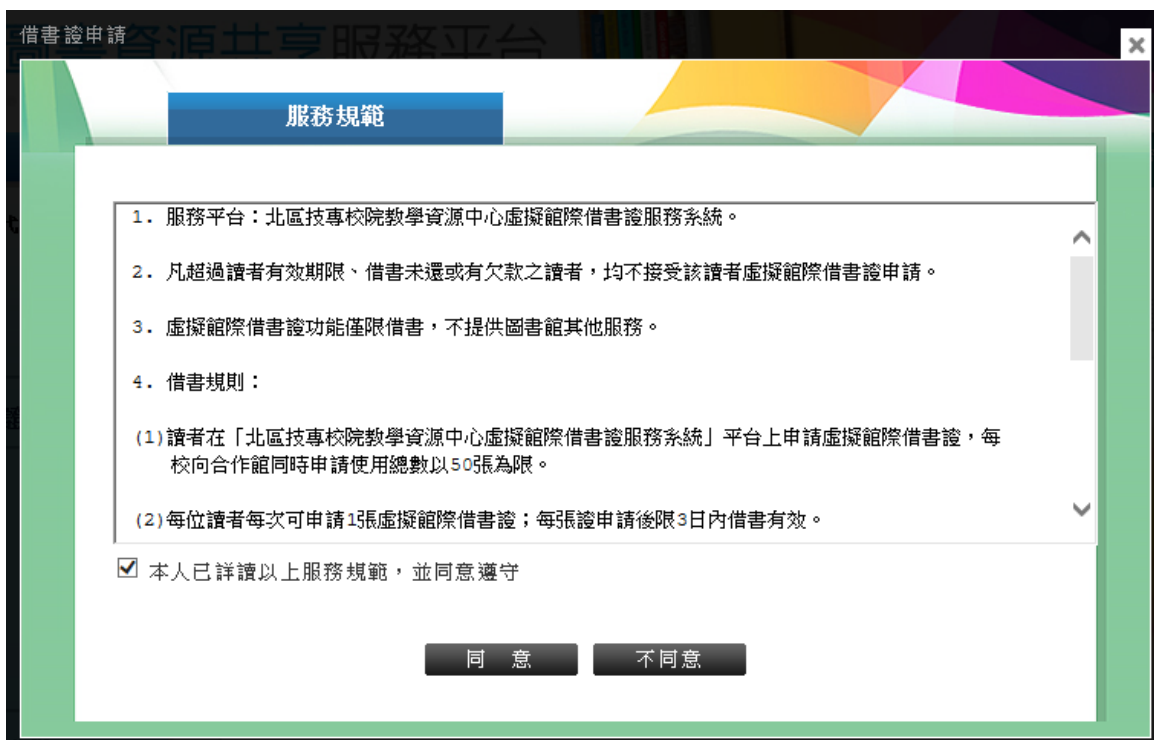 圖書資源共享服務平台
借書證申請
服務規範
1. 服務平台：北區技專校院教學資源中心虛擬館際借書證服務系統。
2. 凡超過讀者有效期限、借書未還或有欠款之讀者，均不接受該讀者虛擬館際借書證申請。
3. 虛擬館際借書證功能僅限借書，不提供圖書館其他服務。
4. 借書規則：
(1)讀者在「北區技專校院教學資源中心虛擬館際借書證服務系統」平台上申請虛擬館際借書證，每
校向合作館同時申請使用總數以50張為限。
(2)每位讀者每次可申請1張虛擬館際借書證；每張證申請後限3日內借書有效。
本人已詳讀以上服務規範，並同意遵守
同 意
不同意